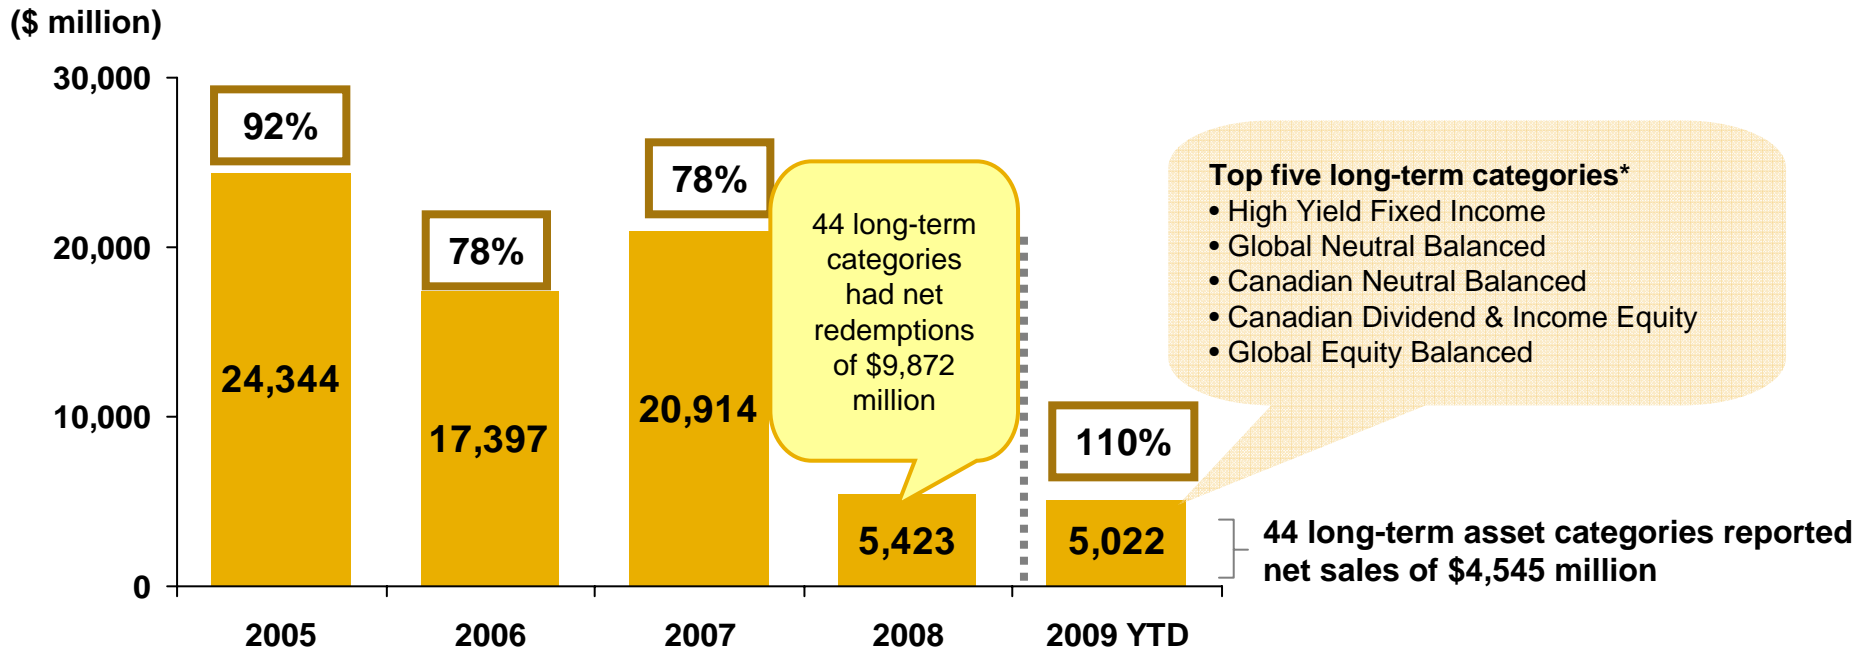 ($ million)
30,000
20,000
10,000
0
92%
24,344
78%
17,397
78%
20,914
44 long-term
categories
had net
redemptions
of $9,872
million
5,423
110%
5,022
Top five long-term categories*
• High Yield Fixed Income
• Global Neutral Balanced
• Canadian Neutral Balanced
• Canadian Dividend & Income Equity
• Global Equity Balanced
44 long-term asset categories reported
net sales of $4,545 million
2005
2006
2007
2008
2009 YTD